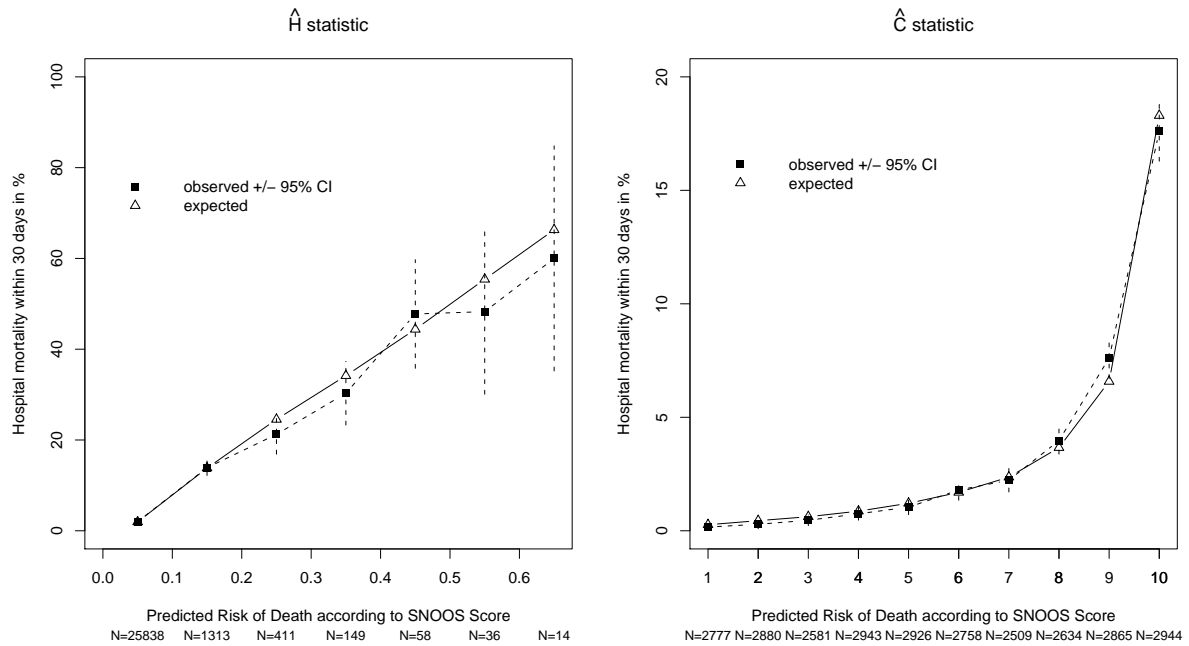 Ĥ statistic
Hospital mortality within 30 days in %
100
80
60
40
20
0
observed +/− 95% CI
expected
0.0 0.1 0.2 0.3 0.4 0.5 0.6
Predicted Risk of Death according to SNOOS Score
N=25838 N=1313 N=411 N=149 N=58 N=36 N=14
Ĉ statistic
Hospital mortality within 30 days in %
20
15
10
5
0
observed +/− 95% CI
expected
1 2 3 4 5 6 7 8 9 10
Predicted Risk of Death according to SNOOS Score
N=2777 N=2880 N=2581 N=2943 N=2926 N=2758 N=2509 N=2634 N=2865 N=2944